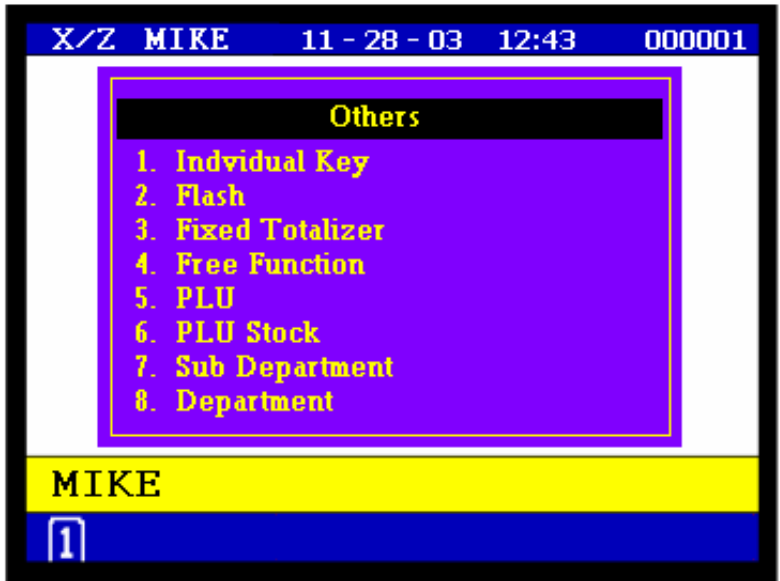 X/Z MIKE 11 - 28 - 03 12:43 000001
Others
1. Indvidual Key
2. Flash
3. Fixed Totalizer
4. Free Function
5. PLU
6. PLU Stock
7. Sub Department
8. Department
MIKE
1